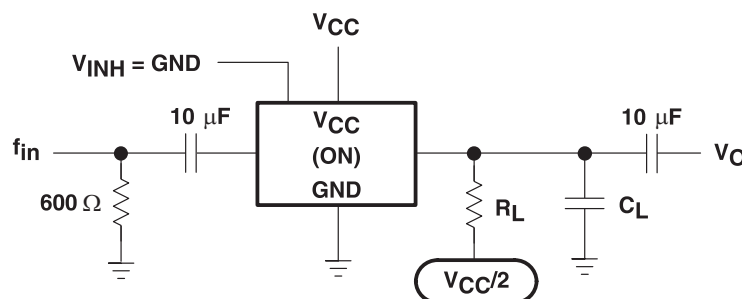 VCC
VINH = GND
10 μF
VCC
10 μF
fin
(ON)
VO
GND
600 Ω
RL
CL
VCC/2